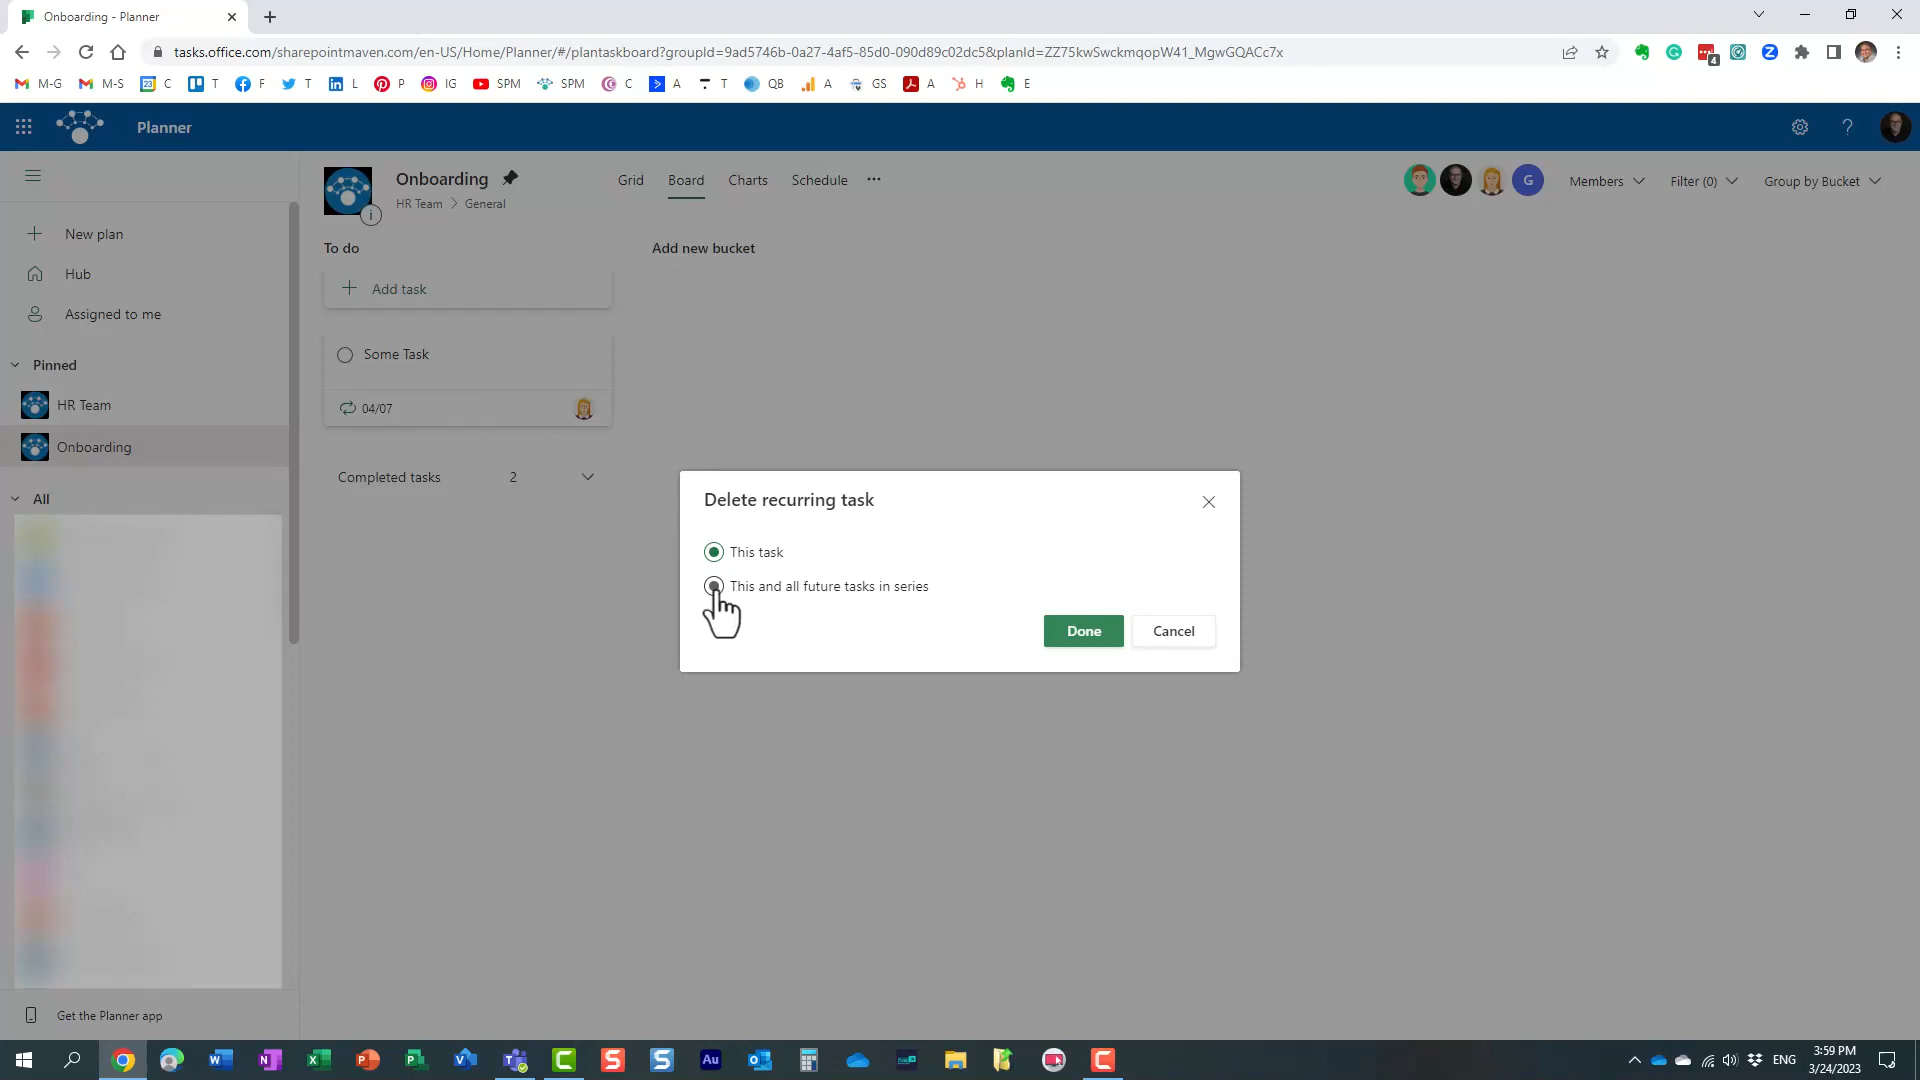 Onboarding - Planner
tasks.office.com/sharepointmaven.com/en-US/Home/Planner/#/plantaskboard?groupId=9ad5746b-0a27-4af5-85d0-090d89c02dc5&planId=ZZ75kwSwckmqopW41_MgwGQACc7x
4
M-G M-S 23 C T F T L P IG SPM SPM C A T QB A GS A H E
Planner
Onboarding
HR Team General
Grid Board Charts Schedule
G
Members Filter (0) Group by Bucket
New plan
Hub
Assigned to me
Pinned
HR Team
Onboarding
All
Get the Planner app
To do
Add new bucket
Add task
Some Task
04/07
Completed tasks 2
Delete recurring task
This task
This and all future tasks in series
Done Cancel
ENG
3:59 PM
3/24/2023